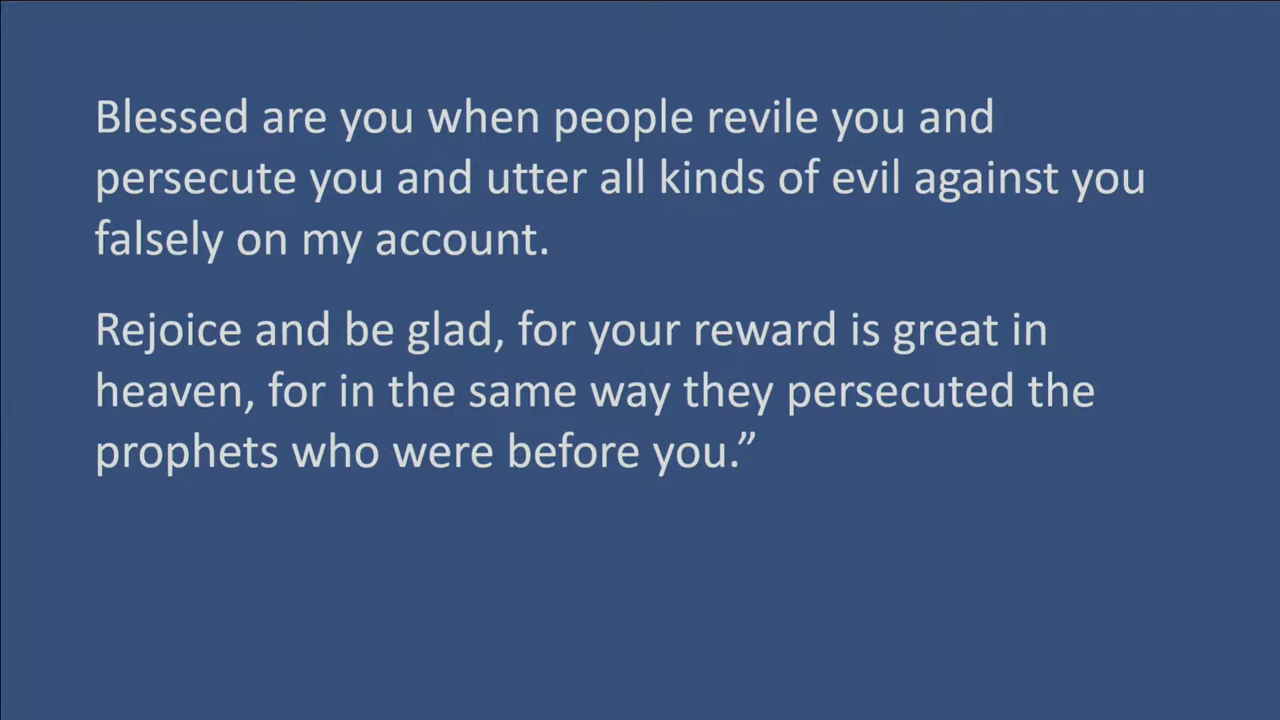 Blessed are you when people revile you and
persecute you and utter all kinds of evil against you
falsely on my account.
Rejoice and be glad, for your reward is great in
heaven, for in the same way they persecuted the
prophets who were before you.”